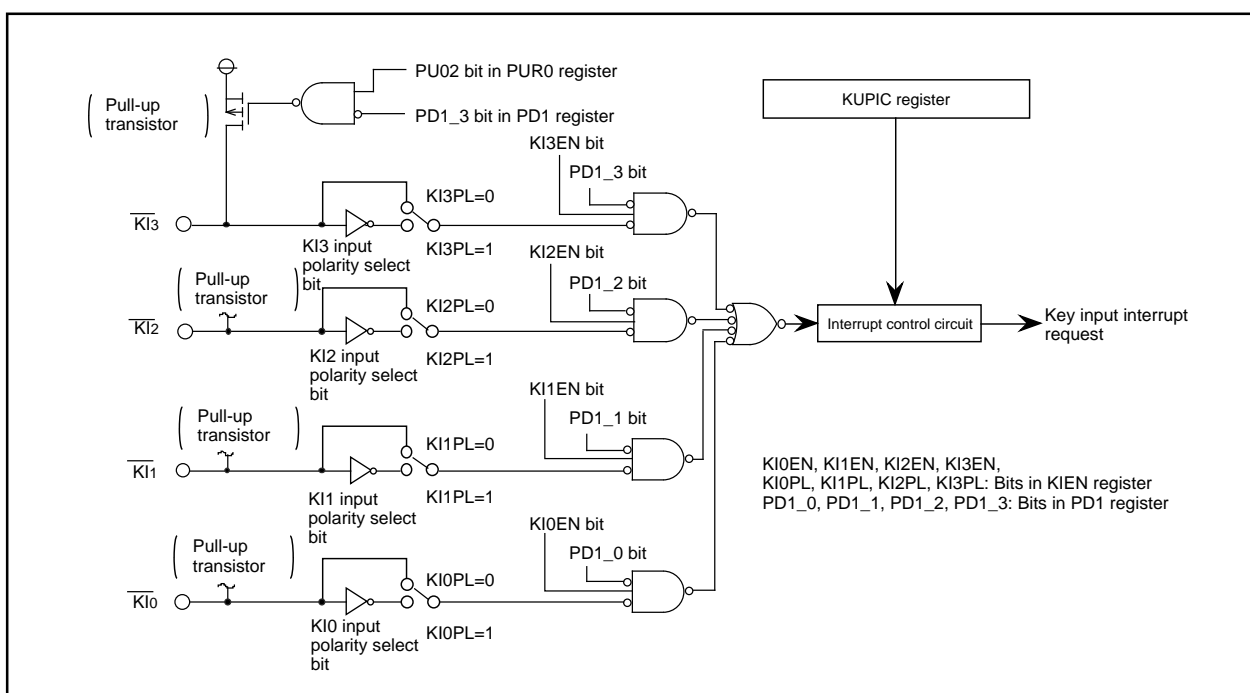 PU02 bit in PUR0 register
Pull-up
transistor
PD1_3 bit in PD1 register
KUPIC register
KI3EN bit
PD1_3 bit
KI3PL=0
KI3
KI3PL=1
KI3 input
polarity select
bit
KI2EN bit
Pull-up
transistor
PD1_2 bit
KI2PL=0
KI2
KI2PL=1
KI2 input
polarity select
bit
Interrupt control circuit
Key input interrupt
request
KI1EN bit
Pull-up
transistor
PD1_1 bit
KI1PL=0
KI1
KI1PL=1
KI1 input
polarity select
bit
KI0EN, KI1EN, KI2EN, KI3EN,
KI0PL, KI1PL, KI2PL, KI3PL: Bits in KIEN register
PD1_0, PD1_1, PD1_2, PD1_3: Bits in PD1 register
KI0EN bit
Pull-up
transistor
PD1_0 bit
KI0PL=0
KI0
KI0PL=1
KI0 input
polarity select
bit